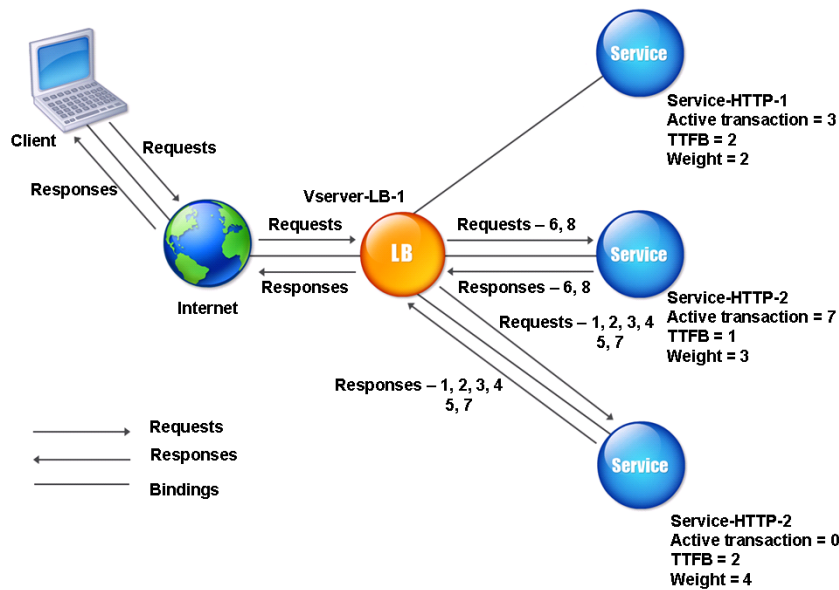 Service
Service-HTTP-1
Active transaction = 3
TTFB = 2
Weight = 2
Client
Requests
Responses
Vserver-LB-1
Requests
LB
Responses
Internet
Requests – 6, 8
Responses – 6, 8
Service
Service-HTTP-2
Active transaction = 7
TTFB = 1
Weight = 3
Requests – 1, 2, 3, 4
5, 7
Responses – 1, 2, 3, 4
5, 7
Service
Service-HTTP-2
Active transaction = 0
TTFB = 2
Weight = 4
Requests
Responses
Bindings